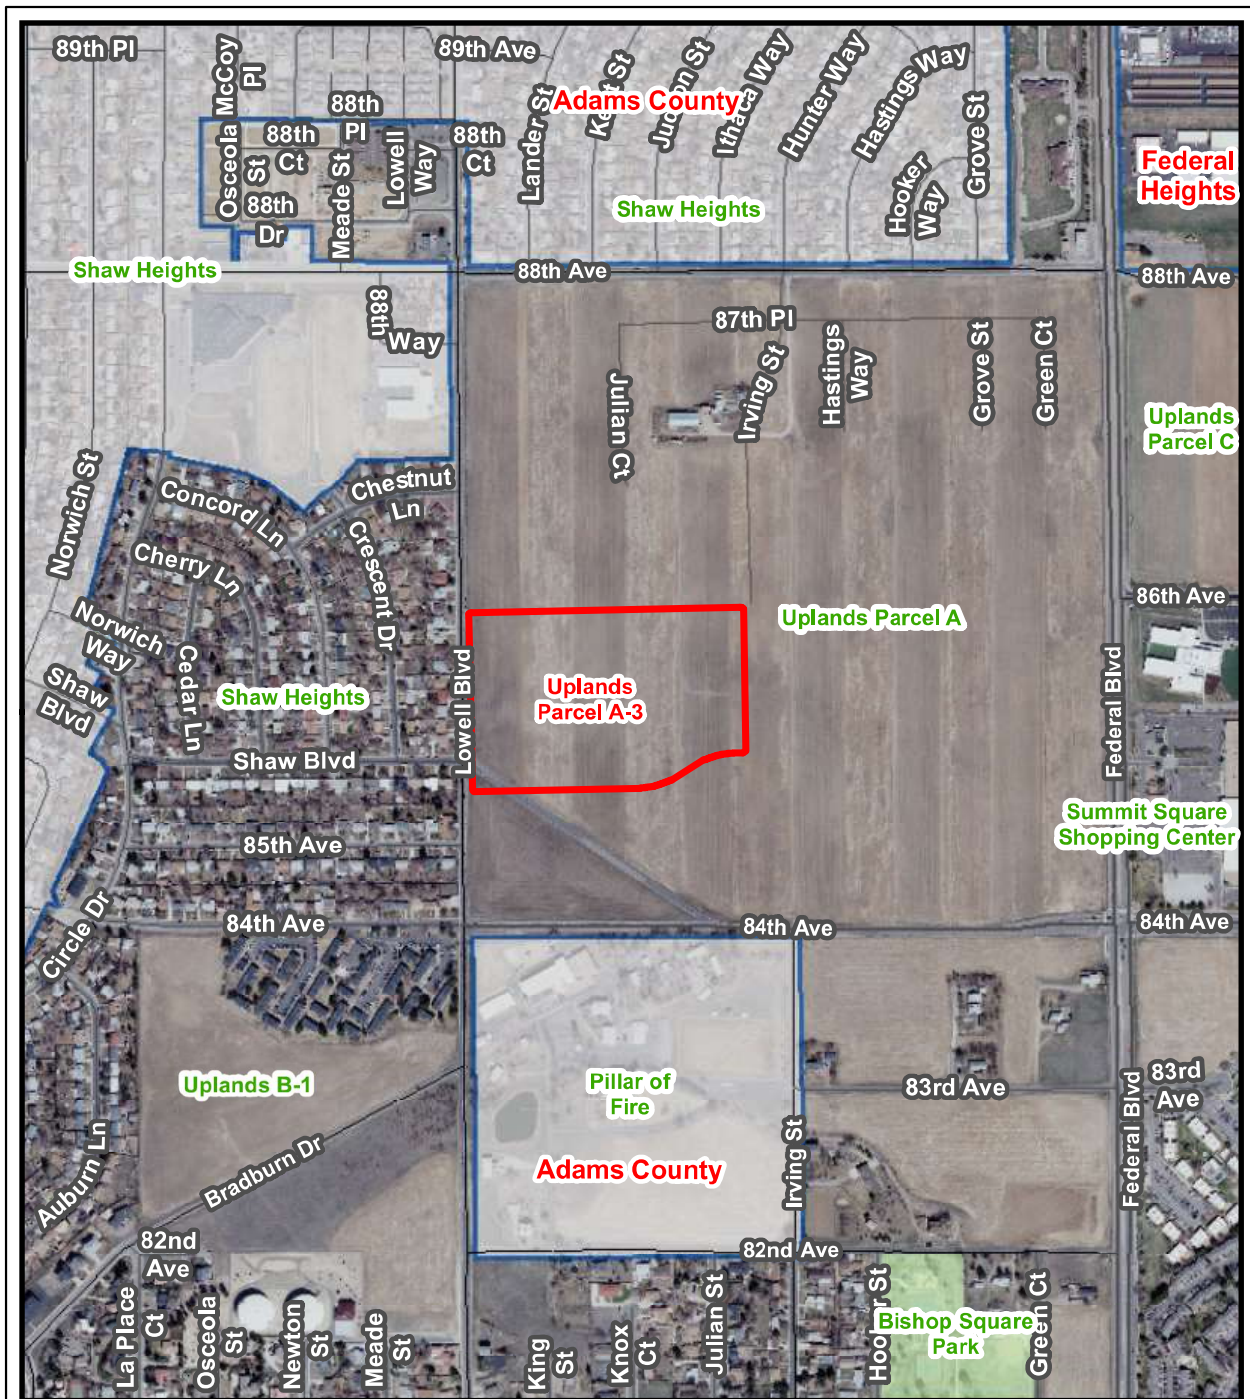 89th Pl
McCoy
Pl
89th Ave
Lander St
Kent St
Judson St
Ithaca Way
Hunter Way
Hastings Way
Grove St
Adams County
Federal
Heights
88th
Pl
88th
Ct
Osceola
St
Meade St
Lowell
Way
88th
Ct
88th
Dr
Hooker
Way
Shaw Heights
Shaw Heights
88th Ave
88th Ave
88th
Way
87th Pl
Julian Ct
Irving St
Hastings
Way
Grove St
Green Ct
Uplands
Parcel C
Norwich St
Concord Ln
Chestnut
Ln
Cherry Ln
Crescent Dr
Norwich
Way
Cedar Ln
Shaw
Blvd
Shaw Heights
Shaw Blvd
Lowell Blvd
86th Ave
Uplands Parcel A
Uplands
Parcel A-3
Federal Blvd
Summit Square
Shopping Center
85th Ave
84th Ave
84th Ave
84th Ave
Circle Dr
Uplands B-1
Pillar of
Fire
Adams County
83rd Ave
83rd
Ave
Federal Blvd
Irving St
Auburn Ln
Bradburn Dr
82nd
Ave
82nd Ave
La Place
Ct
Osceola
St
Newton
St
Meade
St
King
St
Knox
Ct
Julian St
Hooker St
Bishop Square
Park
Green Ct